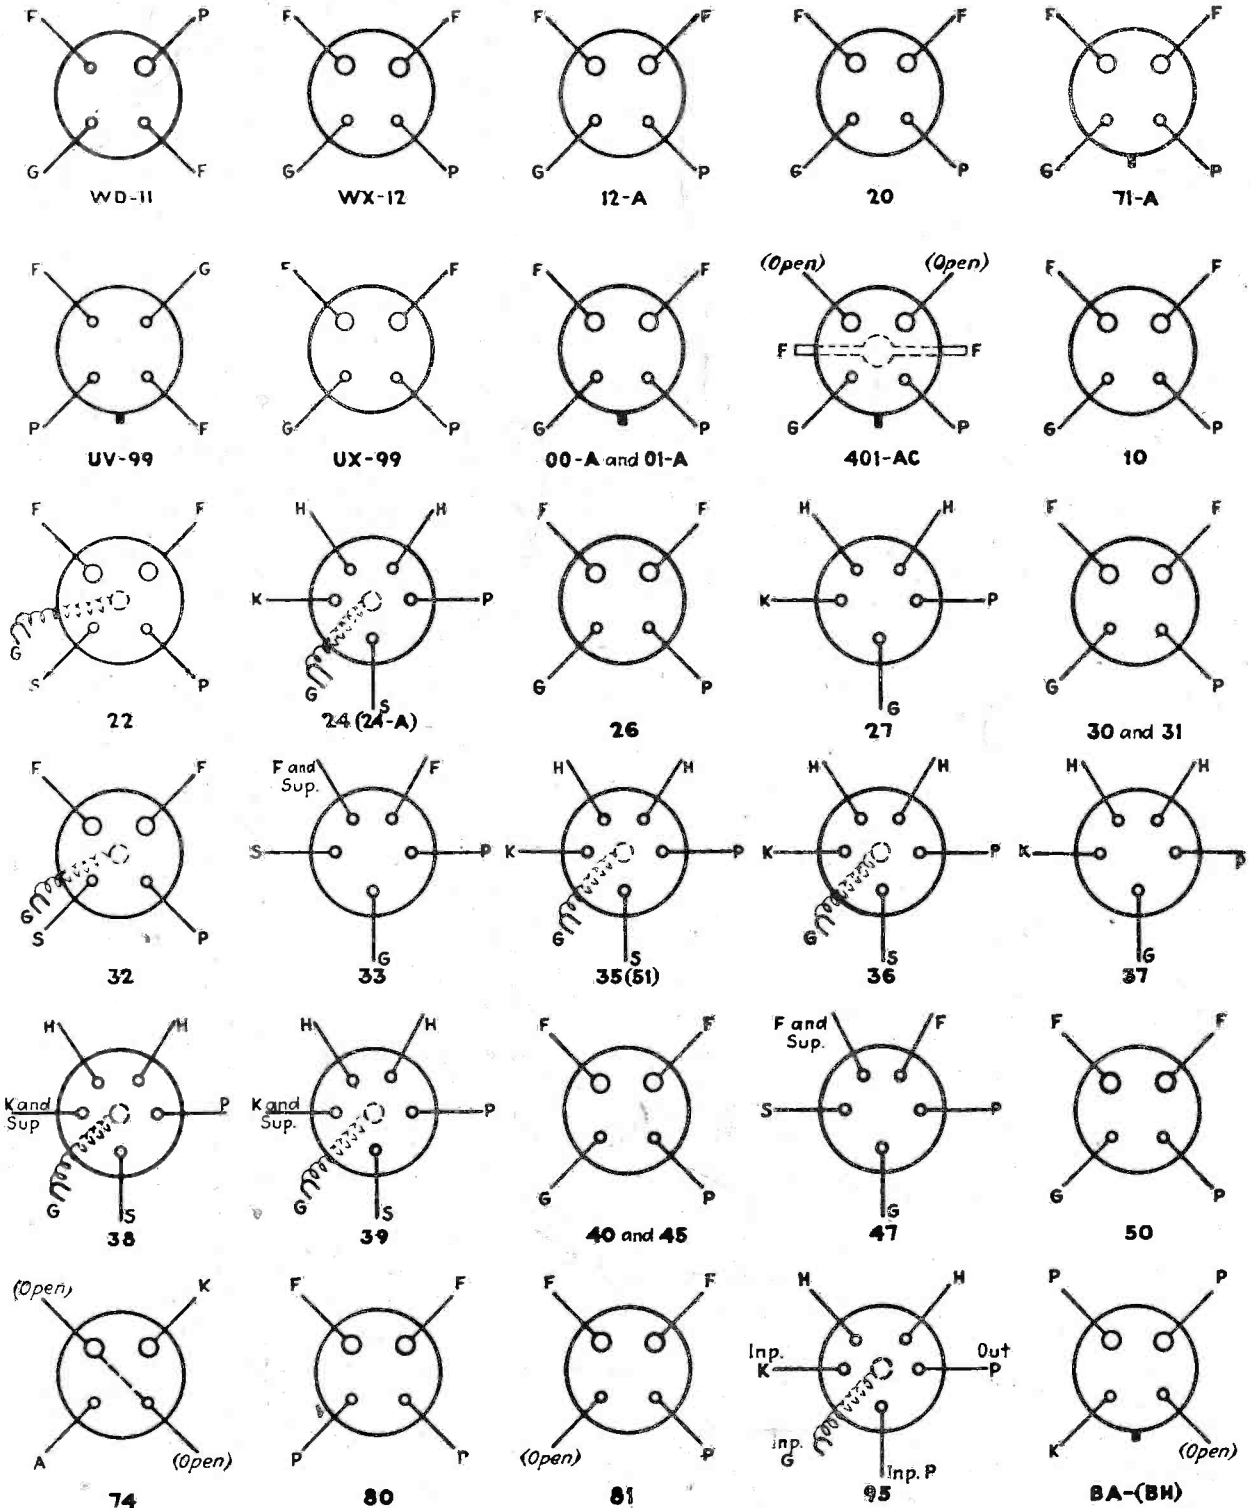 F P F F F F F F F F
G F G P G P G P G P
WD-11 WX-12 12-A 20 71-A
F G F F F F (Open) (Open) F F
F F
P F G P G P G P G P
UV-99 UX-99 00-A and 01-A 401-AC 10
F F H H F F H H F F
K P K P
G
S P G S G P G G P
22 24 (24-A) 26 27 30 and 31
F F F and Sup. F H H H H H H
S P K P K P K P
G
S P G G S G S G
32 33 35 (51) 36 37
H H H H F F F and Sup. F F F
K and Sup P K and Sup. P S P
G S G S G P G G P
38 39 40 and 45 47 50
(Open) K F F F F H H P P
Inp. K Out P
A (Open) P P (Open) P Inp. G Inp. P K (Open)
74 80 81 95 BA-(BH)